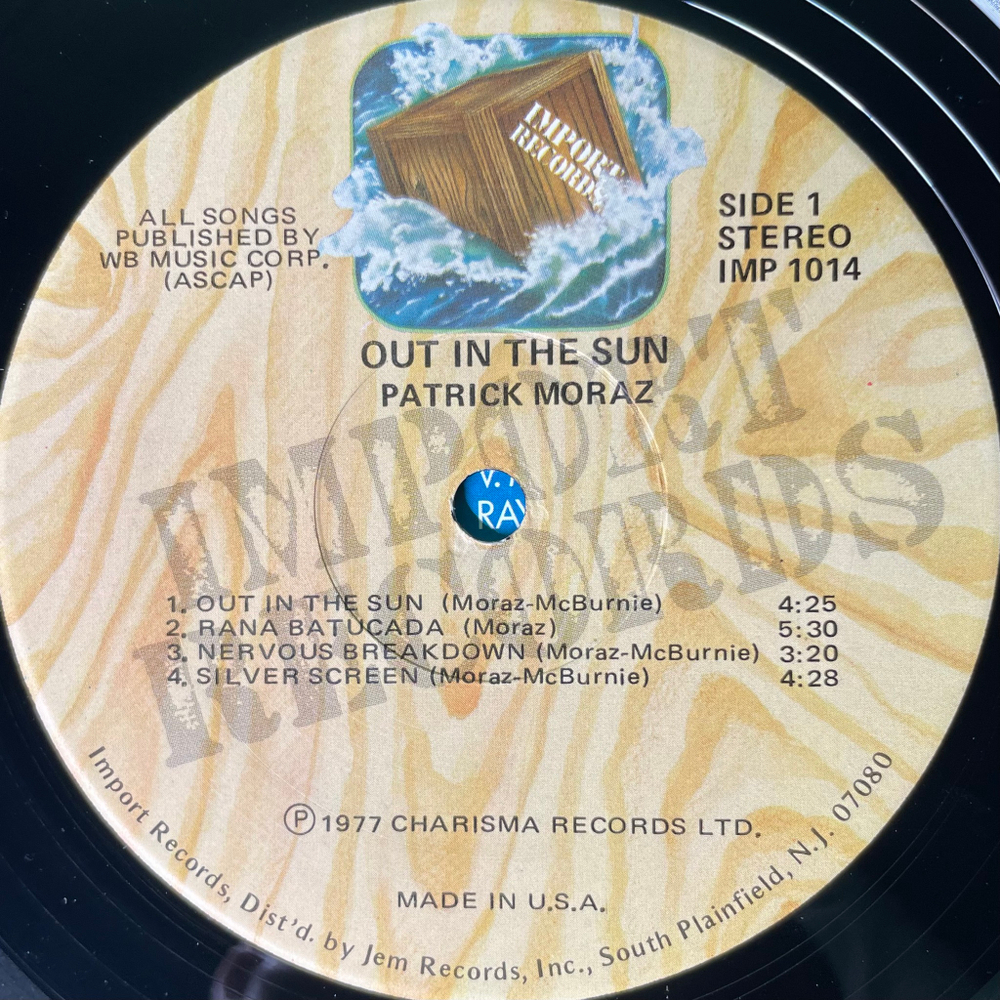 IMPORT
RECORDS
ALL SONGS
PUBLISHED BY
WB MUSIC CORP.
(ASCAP)
SIDE 1
STEREO
IMP 1014
OUT IN THE SUN
PATRICK MORAZ
IMPORT
RECORDS
1. OUT IN THE SUN (Moraz-McBurnie) 4:25
2. RANA BATUCADA (Moraz) 5:30
3. NERVOUS BREAKDOWN (Moraz-McBurnie) 3:20
4. SILVER SCREEN (Moraz-McBurnie) 4:28
Ⓟ1977 CHARISMA RECORDS LTD.
MADE IN U.S.A.
Import Records, Dist'd. by Jem Records, Inc., South Plainfield, N.J. 07080